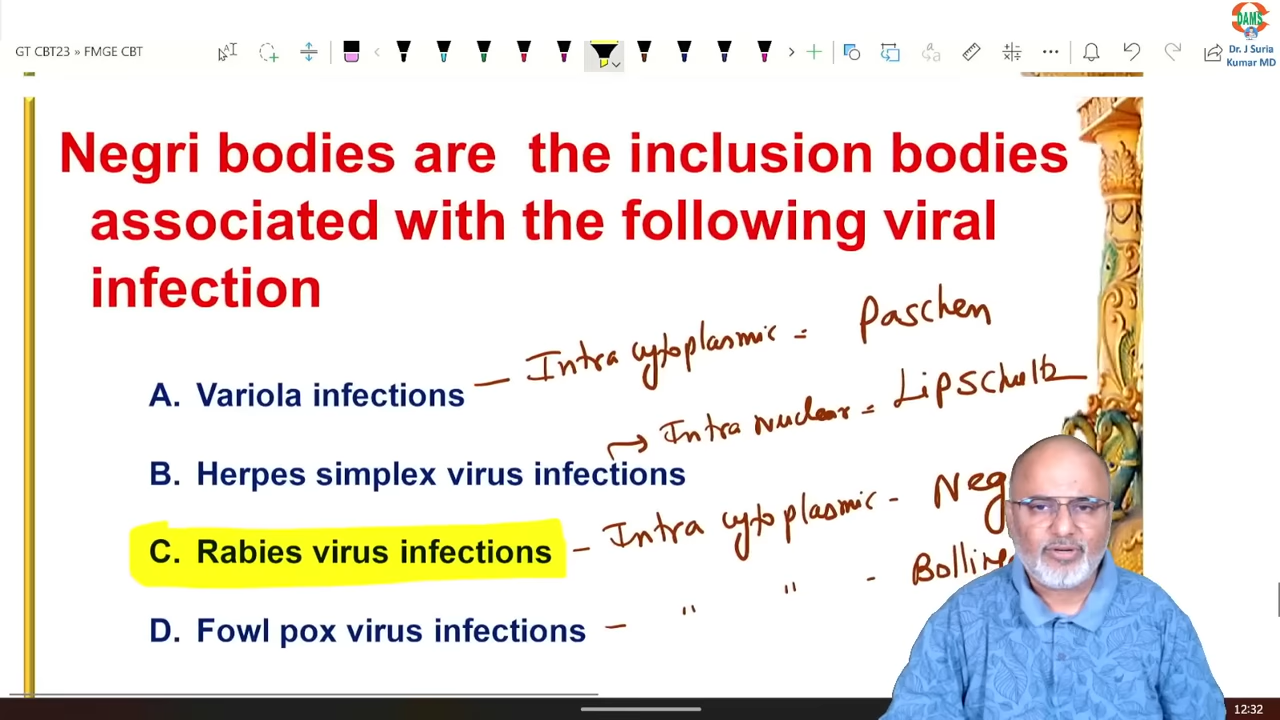 DAMS
GT CBT23 » FMGE CBT
Dr. J Suria
Kumar MD
Negri bodies are the inclusion bodies
associated with the following viral
infection
A. Variola infections – Intra cytoplasmic = Paschen
B. Herpes simplex virus infections → Intra nuclear = Lipschultz
C. Rabies virus infections – Intra cytoplasmic - Neg
D. Fowl pox virus infections – " " - Bolline
12:32